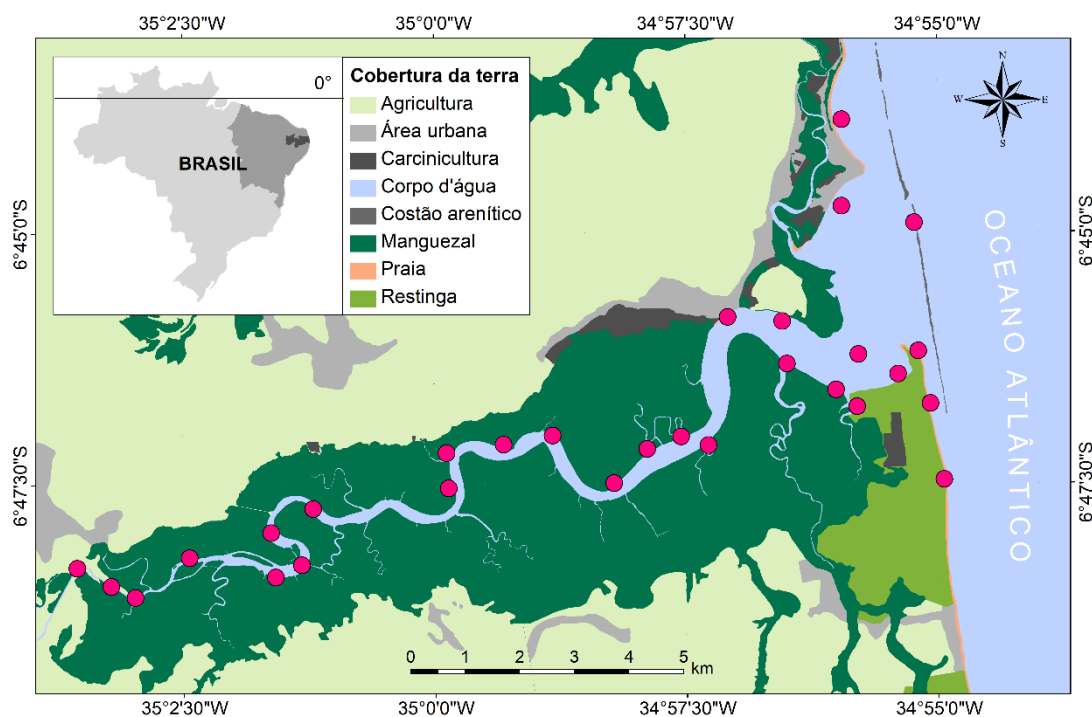 35°2'30"W 35°0'0"W 34°57'30"W 34°55'0"W
N
W E
S
0°
BRASIL
Cobertura da terra
Agricultura
Área urbana
Carcinicultura
Corpo d'água
Costão arenítico
Manguezal
Praia
Restinga
6°45'0"S 6°45'0"S
OCEANO ATLÂNTICO
6°47'30"S 6°47'30"S
0 1 2 3 4 5
km
35°2'30"W 35°0'0"W 34°57'30"W 34°55'0"W